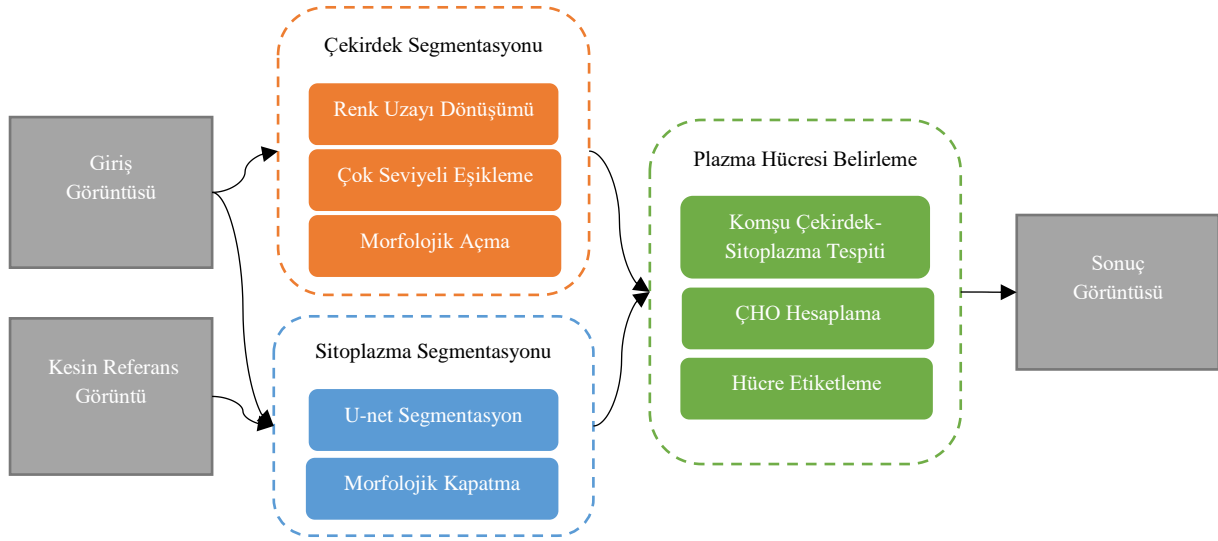 Giriş
Görüntüsü
Kesin Referans
Görüntü
Çekirdek Segmentasyonu
Renk Uzayı Dönüşümü
Çok Seviyeli Eşikleme
Morfolojik Açma
Sitoplazma Segmentasyonu
U-net Segmentasyon
Morfolojik Kapatma
Plazma Hücresi Belirleme
Komşu Çekirdek-
Sitoplazma Tespiti
ÇHO Hesaplama
Hücre Etiketleme
Sonuç
Görüntüsü